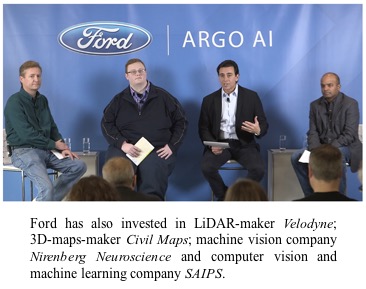 Ford
ARGO AI
Ford has also invested in LiDAR-maker Velodyne;
3D-maps-maker Civil Maps; machine vision company
Nirenberg Neuroscience and computer vision and
machine learning company SAIPS.